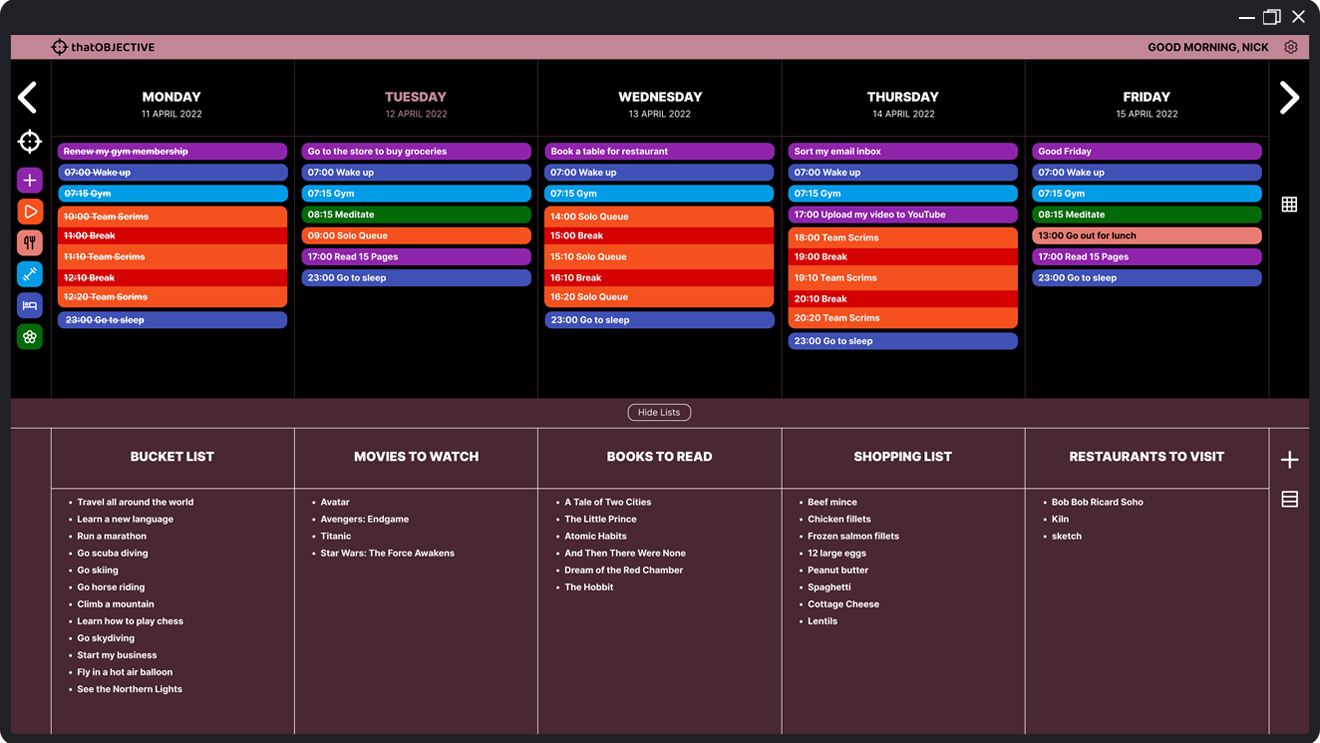 thatOBJECTIVE
GOOD MORNING, NICK
MONDAY
11 APRIL 2022
Renew my gym membership
07:00 Wake up
07:15 Gym
10:00 Team Scrims
11:00 Break
11:10 Team Scrims
12:10 Break
12:20 Team Scrims
23:00 Go to sleep
TUESDAY
12 APRIL 2022
Go to the store to buy groceries
07:00 Wake up
07:15 Gym
08:15 Meditate
09:00 Solo Queue
17:00 Read 15 Pages
23:00 Go to sleep
WEDNESDAY
13 APRIL 2022
Book a table for restaurant
07:00 Wake up
07:15 Gym
14:00 Solo Queue
15:00 Break
15:10 Solo Queue
16:10 Break
16:20 Solo Queue
23:00 Go to sleep
THURSDAY
14 APRIL 2022
Sort my email inbox
07:00 Wake up
07:15 Gym
17:00 Upload my video to YouTube
18:00 Team Scrims
19:00 Break
19:10 Team Scrims
20:10 Break
20:20 Team Scrims
23:00 Go to sleep
FRIDAY
15 APRIL 2022
Good Friday
07:00 Wake up
07:15 Gym
08:15 Meditate
13:00 Go out for lunch
17:00 Read 15 Pages
23:00 Go to sleep
Hide Lists
BUCKET LIST
• Travel all around the world
• Learn a new language
• Run a marathon
• Go scuba diving
• Go skiing
• Go horse riding
• Climb a mountain
• Learn how to play chess
• Go skydiving
• Start my business
• Fly in a hot air balloon
• See the Northern Lights
MOVIES TO WATCH
• Avatar
• Avengers: Endgame
• Titanic
• Star Wars: The Force Awakens
BOOKS TO READ
• A Tale of Two Cities
• The Little Prince
• Atomic Habits
• And Then There Were None
• Dream of the Red Chamber
• The Hobbit
SHOPPING LIST
• Beef mince
• Chicken fillets
• Frozen salmon fillets
• 12 large eggs
• Peanut butter
• Spaghetti
• Cottage Cheese
• Lentils
RESTAURANTS TO VISIT
• Bob Bob Ricard Soho
• Kiln
• sketch